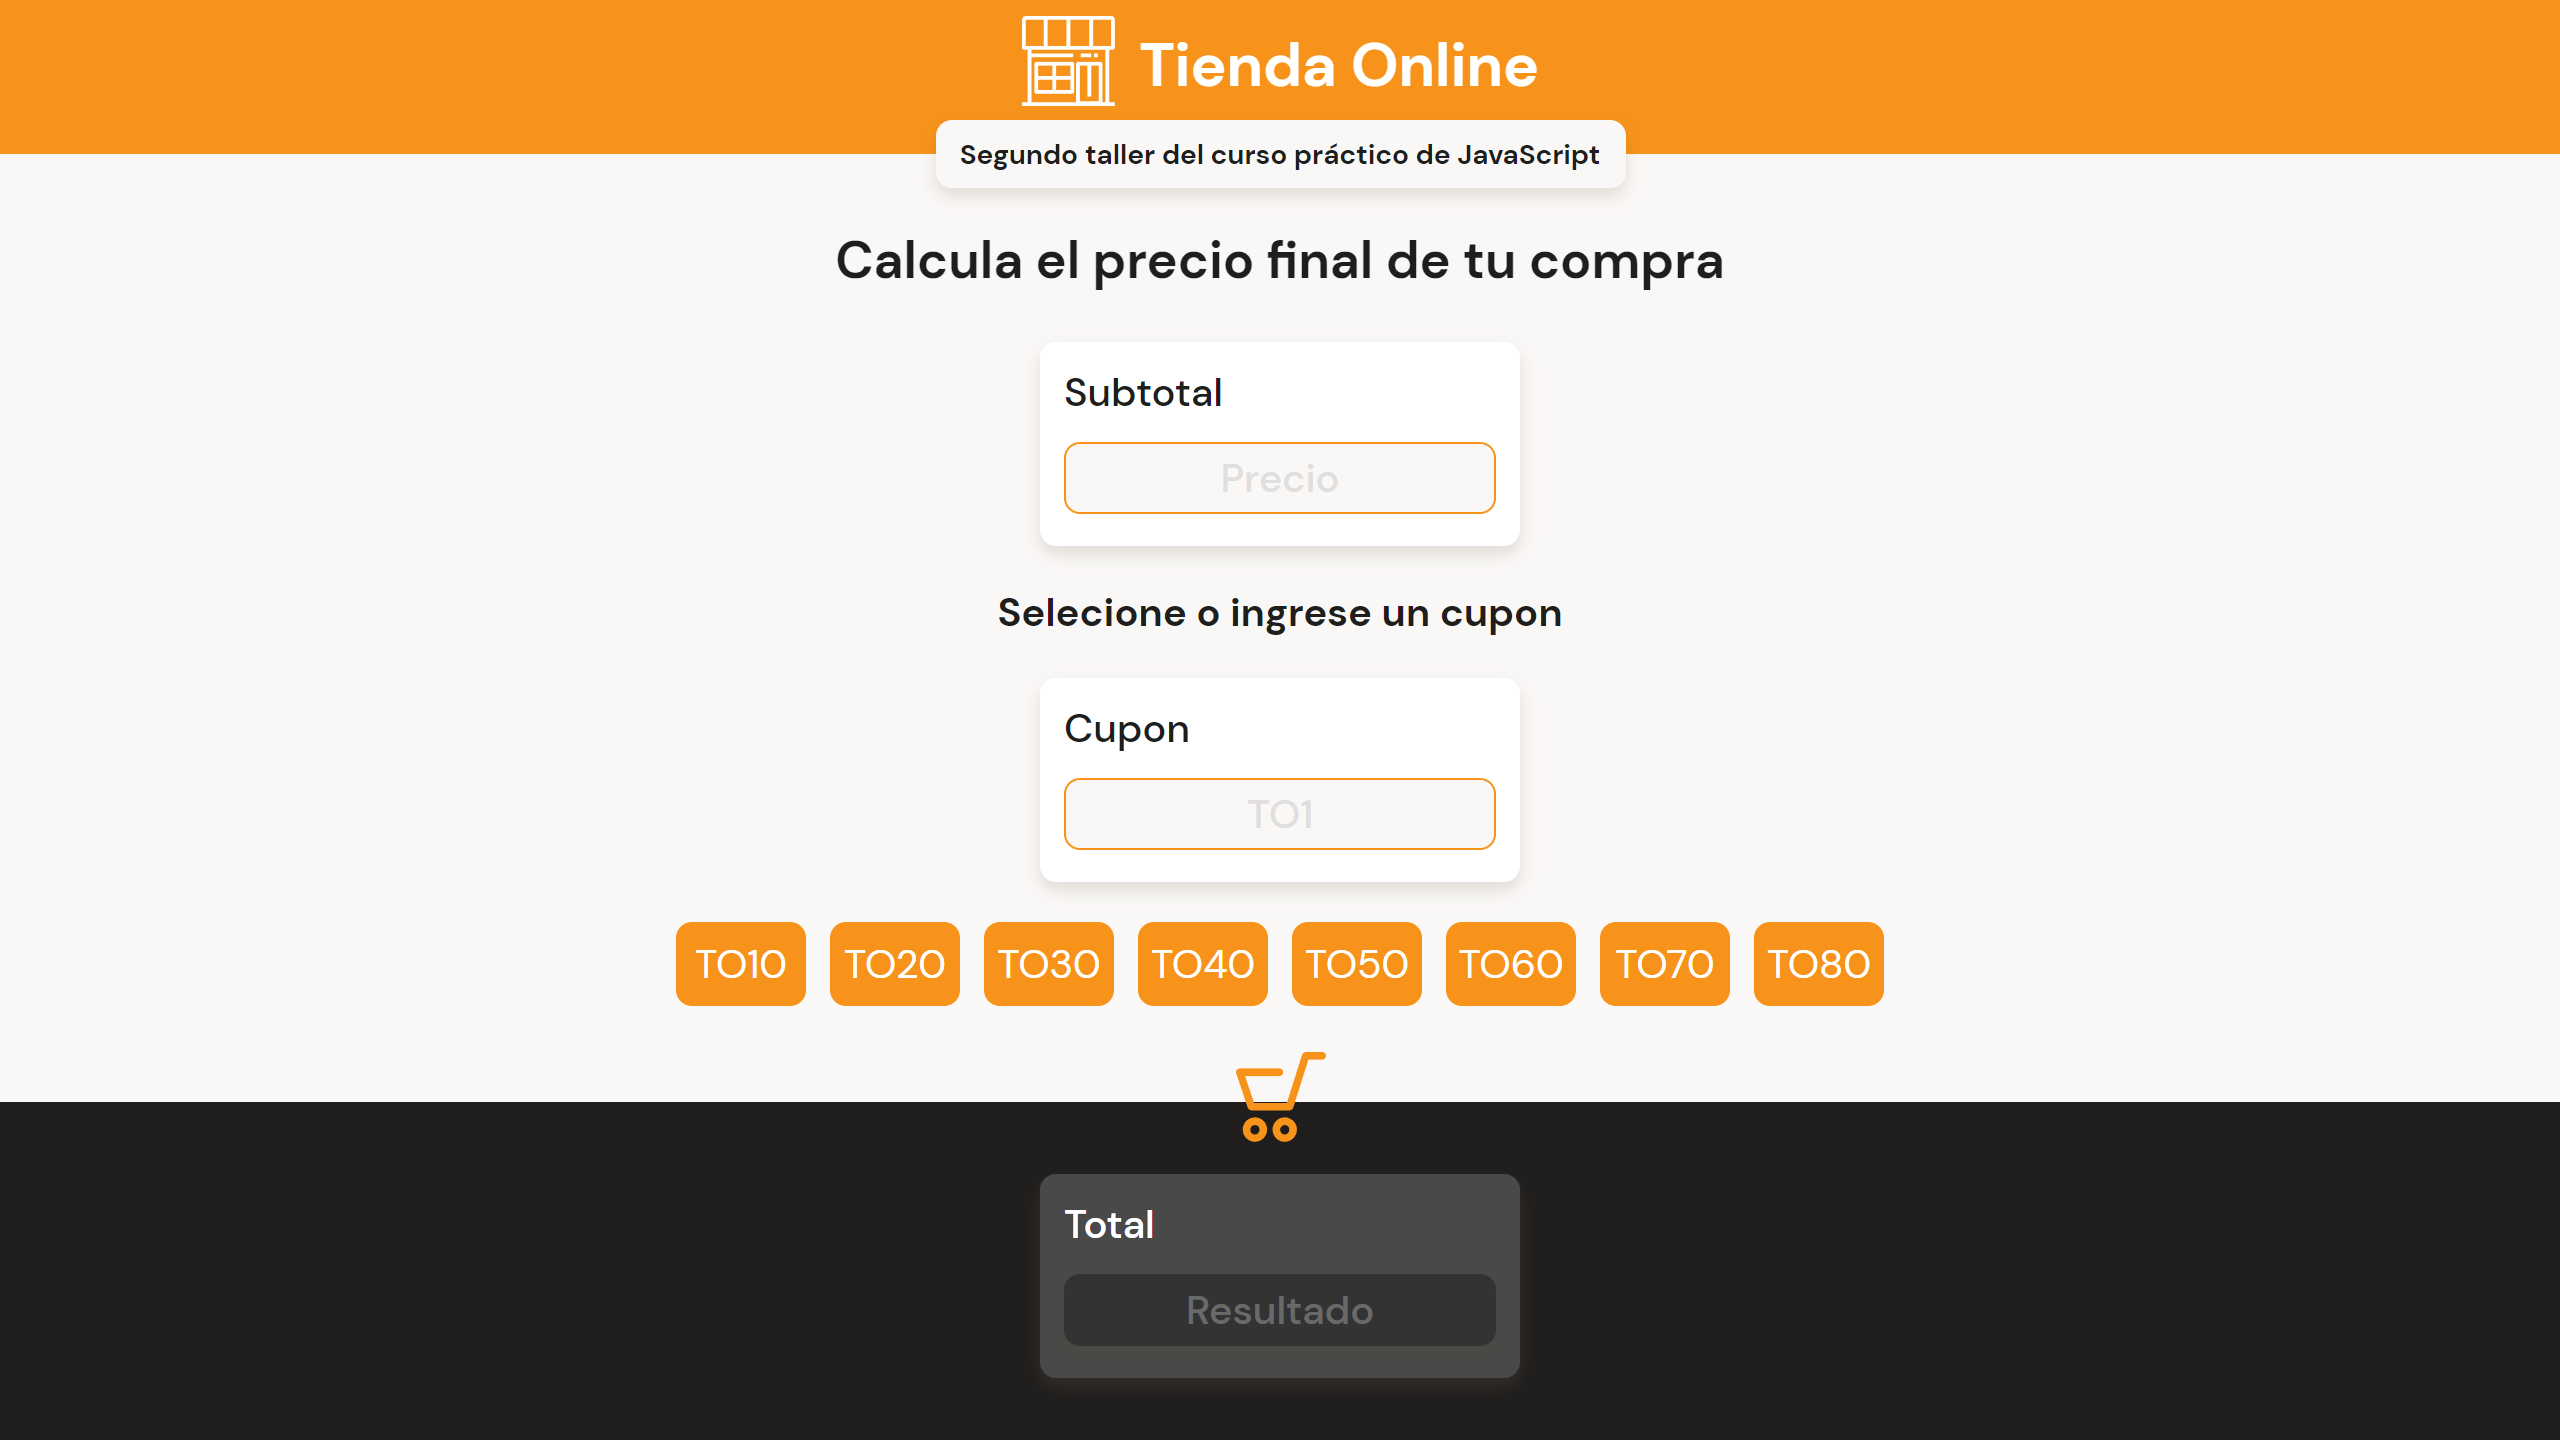 Tienda Online
Segundo taller del curso práctico de JavaScript
Calcula el precio final de tu compra
Subtotal
Precio
Selecione o ingrese un cupon
Cupon
TO1
TO10 TO20 TO30 TO40 TO50 TO60 TO70 TO80
Total
Resultado